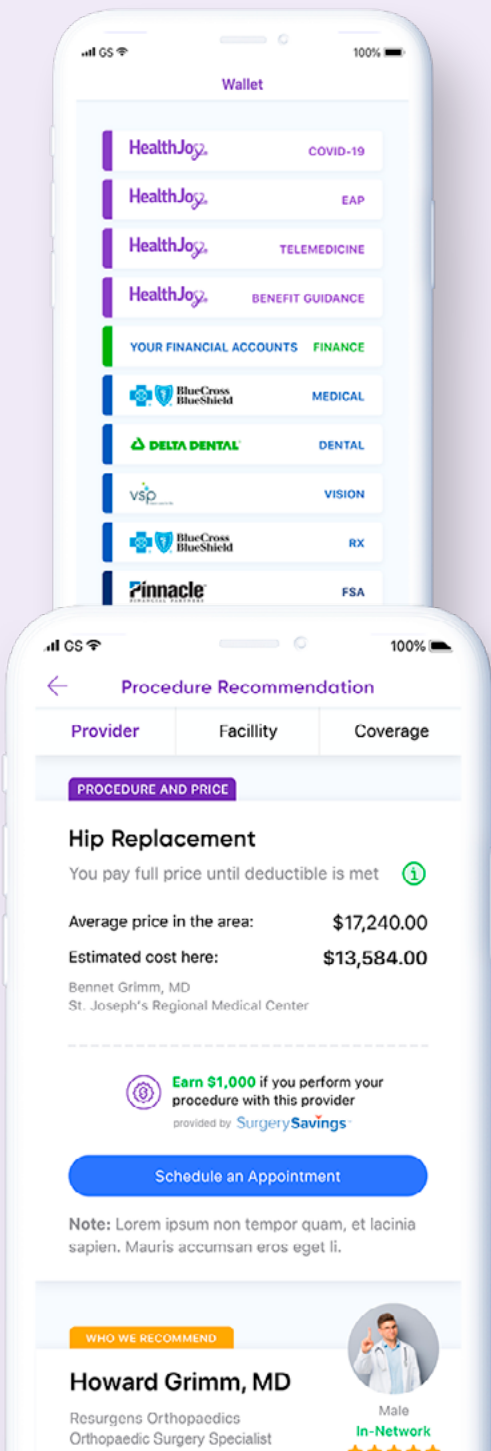 GS 100%
Wallet
HealthJoy COVID-19
HealthJoy EAP
HealthJoy TELEMEDICINE
HealthJoy BENEFIT GUIDANCE
YOUR FINANCIAL ACCOUNTS FINANCE
BlueCross
BlueShield MEDICAL
DELTA DENTAL DENTAL
vsp VISION
BlueCross
BlueShield RX
Pinnacle FSA
FINANCIAL PARTNERS
GS 100%
Procedure Recommendation
Provider Facillity Coverage
PROCEDURE AND PRICE
Hip Replacement
You pay full price until deductible is met
Average price in the area: $17,240.00
Estimated cost here: $13,584.00
Bennet Grimm, MD
St. Joseph's Regional Medical Center
Earn $1,000 if you perform your
procedure with this provider
provided by SurgerySavings
Schedule an Appointment
Note: Lorem ipsum non tempor quam, et lacinia
sapien. Mauris accumsan eros eget li.
WHO WE RECOMMEND
Howard Grimm, MD
Resurgens Orthopaedics
Orthopaedic Surgery Specialist
Male
In-Network